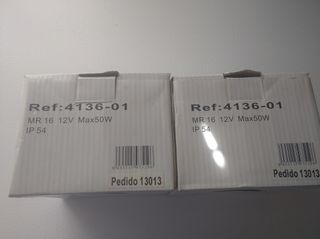 Ref:4136-01
MR 16 12V Max50W
IP 54
Pedido 13013
Ref:4136-01
MR 16 12V Max50W
IP 54
Pedido 13013